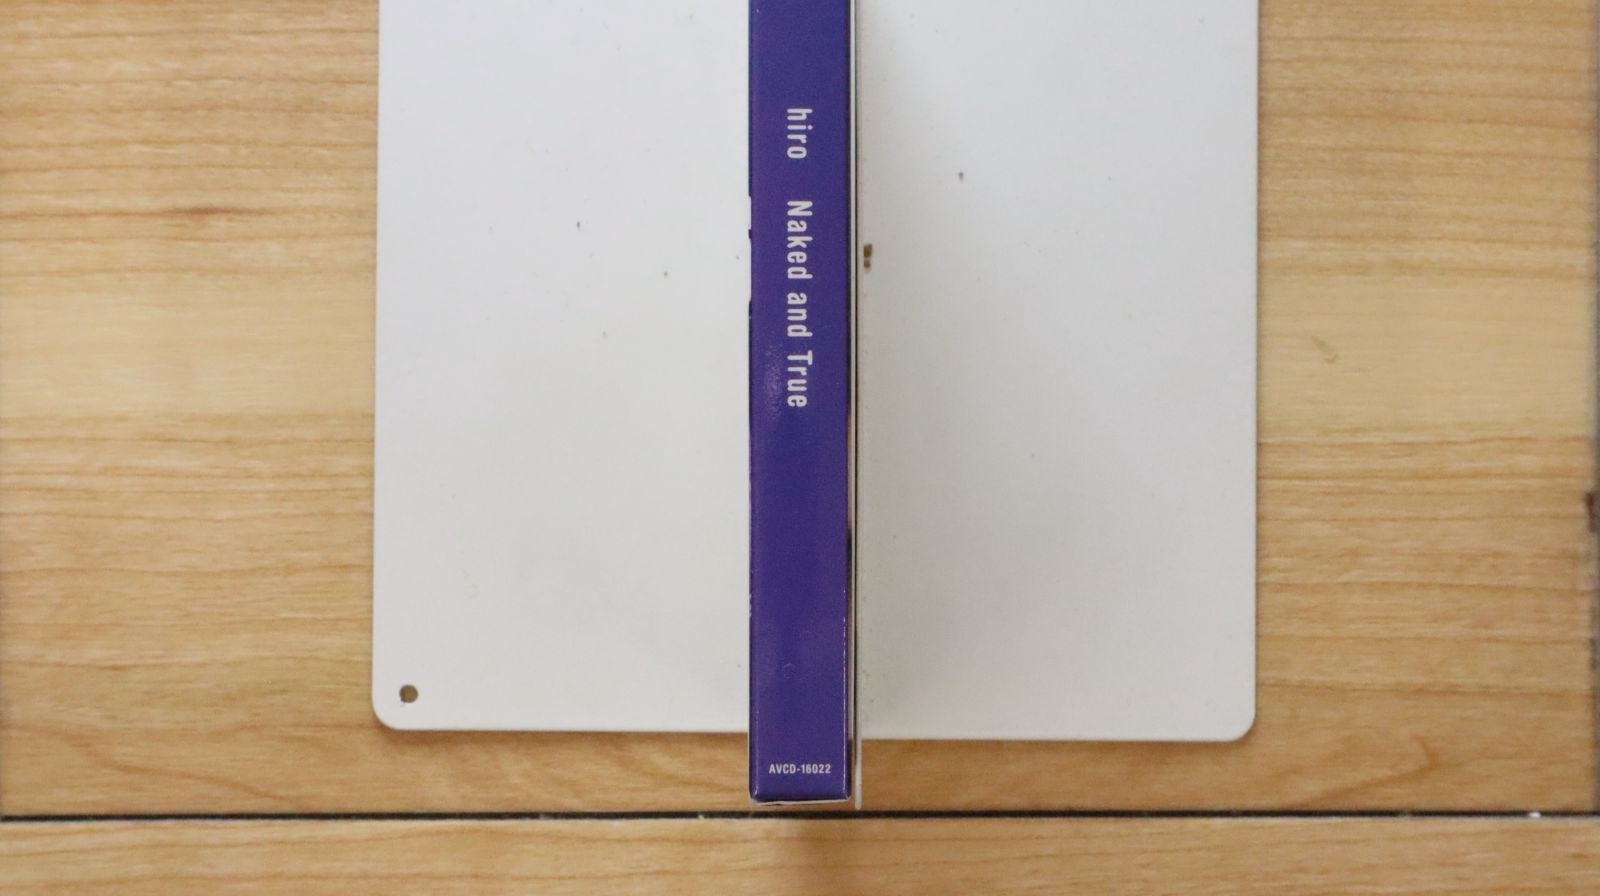 hiro Naked and True
AVCD-16022